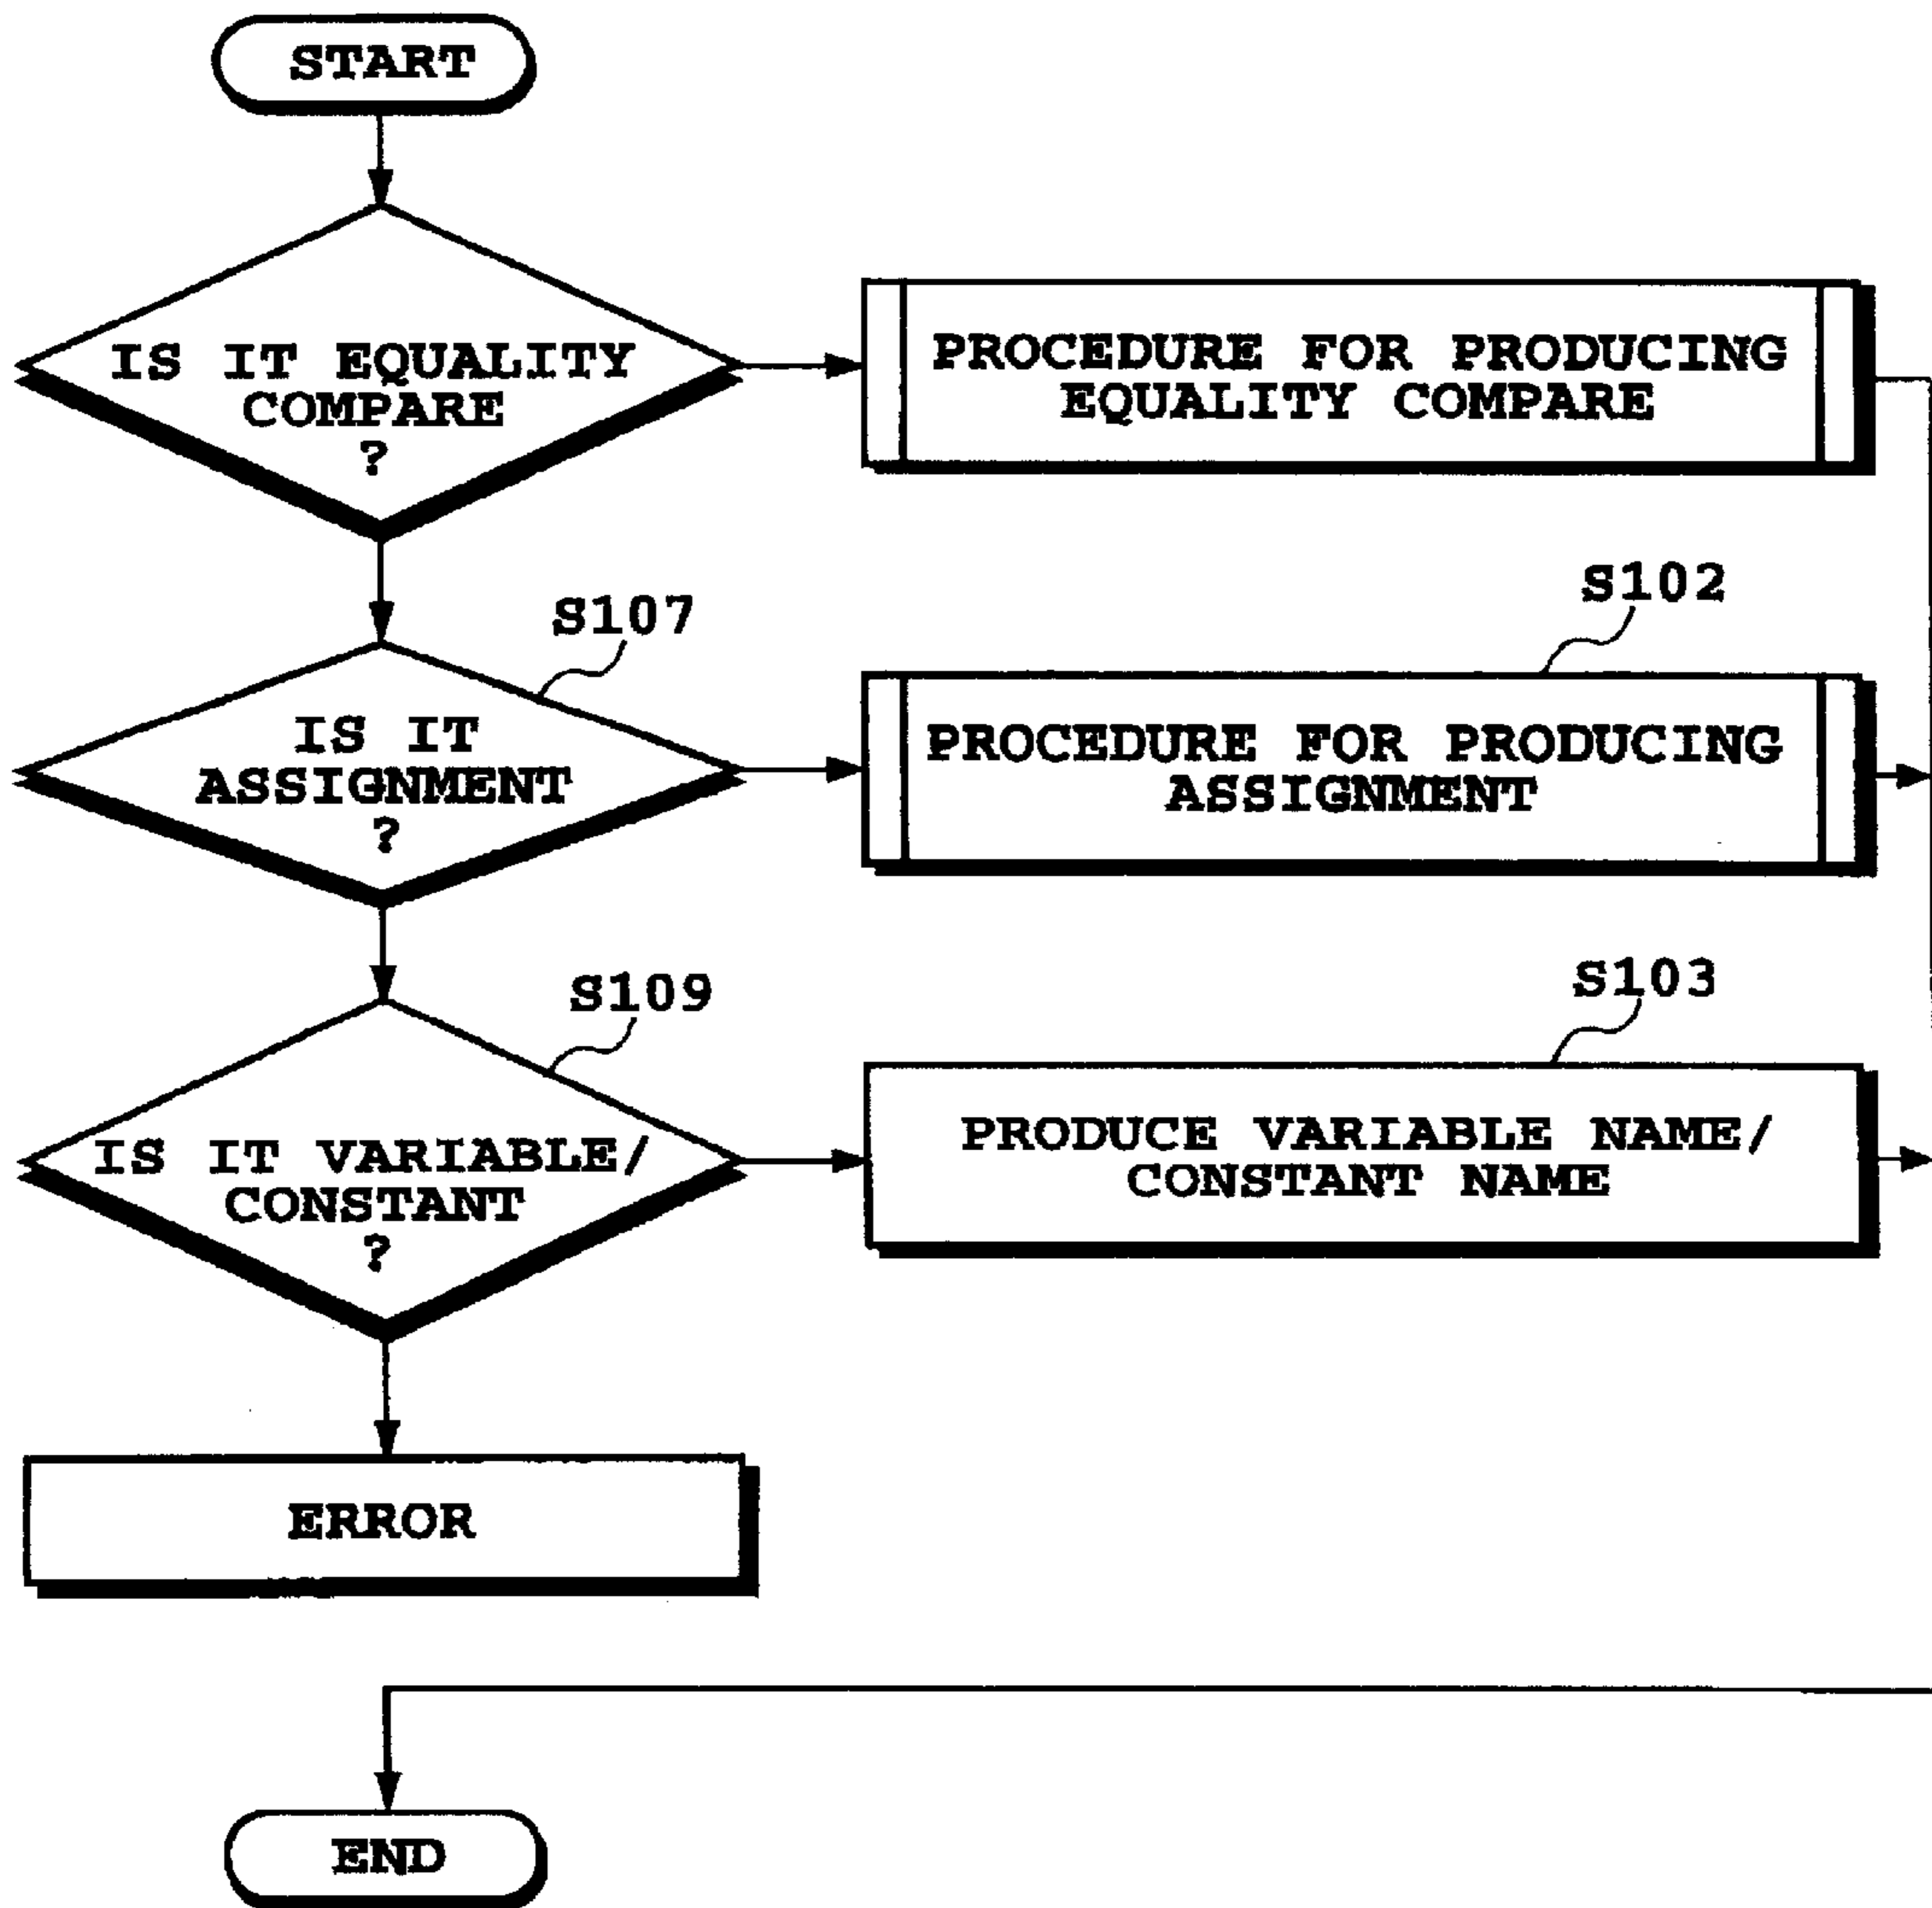 START
IS IT EQUALITY
COMPARE
?
PROCEDURE FOR PRODUCING
EQUALITY COMPARE
S107
IS IT
ASSIGNMENT
?
S102
PROCEDURE FOR PRODUCING
ASSIGNMENT
S109
IS IT VARIABLE/
CONSTANT
?
S103
PRODUCE VARIABLE NAME/
CONSTANT NAME
ERROR
END